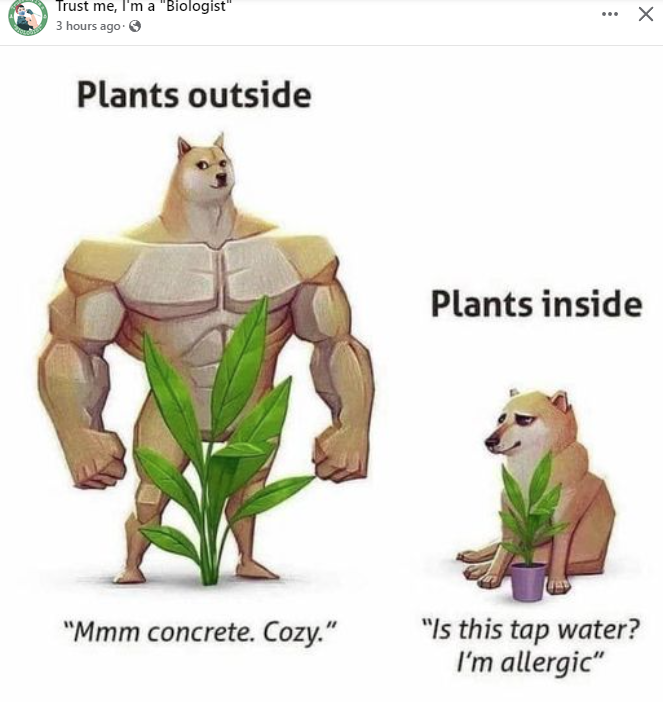 Trust me, I'm a "Biologist"
3 hours ago ·
Plants outside
Plants inside
"Mmm concrete. Cozy."
"Is this tap water?
I'm allergic"